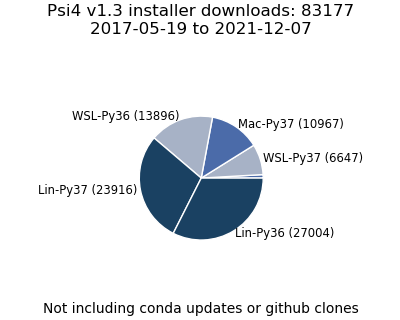 Psi4 v1.3 installer downloads: 83177
2017-05-19 to 2021-12-07
WSL-Py36 (13896)
Mac-Py37 (10967)
WSL-Py37 (6647)
Lin-Py37 (23916)
Lin-Py36 (27004)
Not including conda updates or github clones